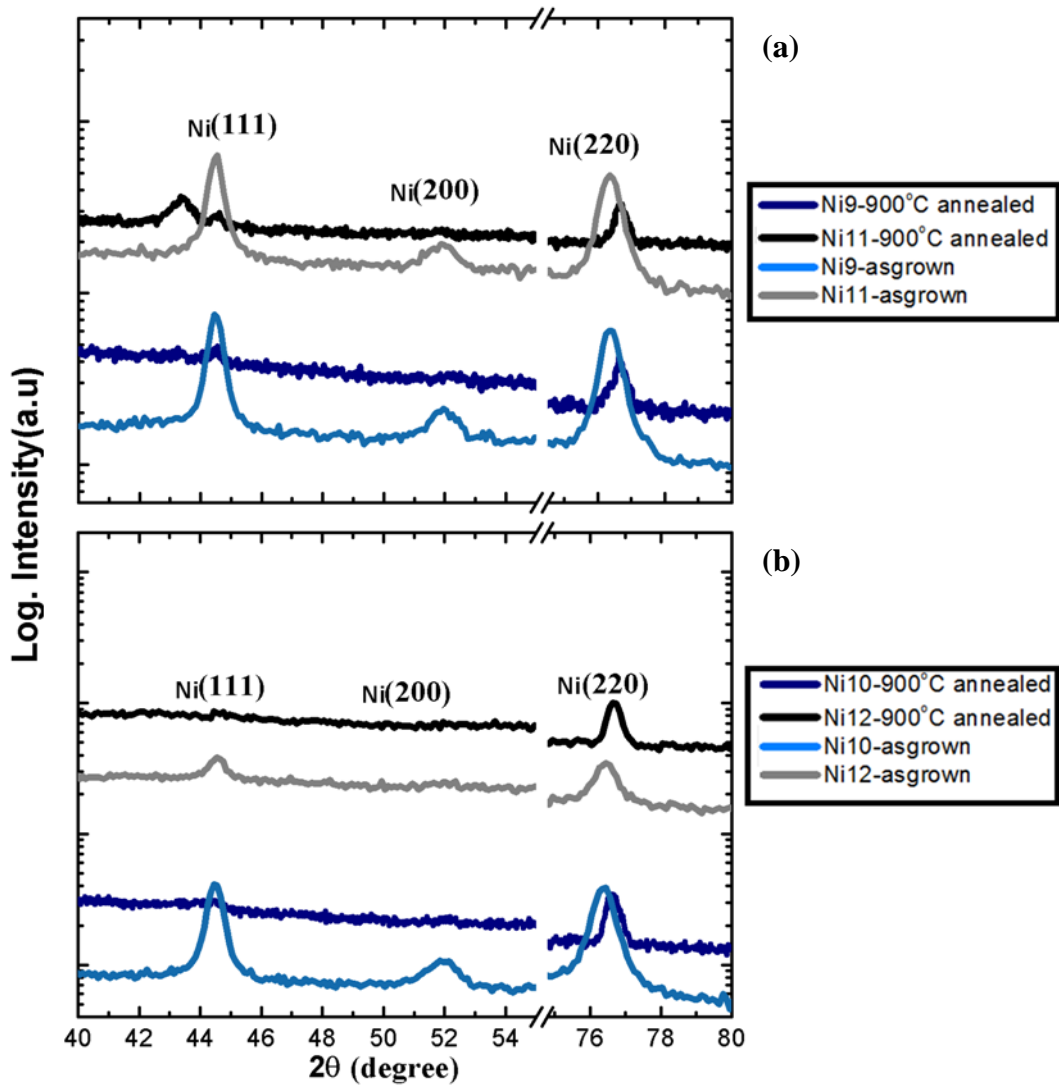 (a)
Ni(111)
Ni(200)
Ni(220)
Ni9-900°C annealed
Ni11-900°C annealed
Ni9-asgrown
Ni11-asgrown
(b)
Ni(111)
Ni(200)
Ni(220)
Ni10-900°C annealed
Ni12-900°C annealed
Ni10-asgrown
Ni12-asgrown
Log. Intensity(a.u)
40 42 44 46 48 50 52 54 76 78 80
2θ (degree)